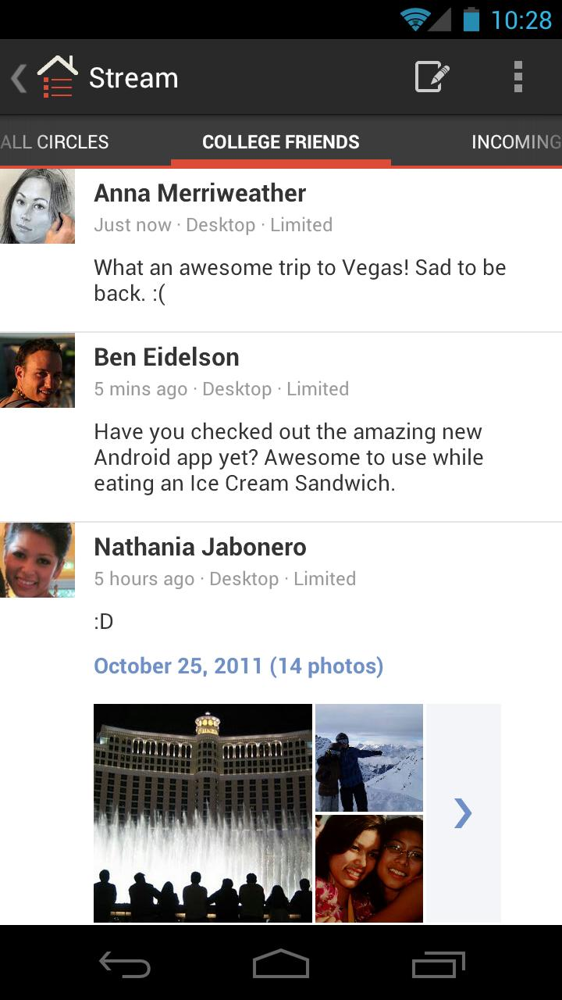 10:28
Stream
ALL CIRCLES
COLLEGE FRIENDS
INCOMING
Anna Merriweather
Just now · Desktop · Limited
What an awesome trip to Vegas! Sad to be
back. :(
Ben Eidelson
5 mins ago · Desktop · Limited
Have you checked out the amazing new
Android app yet? Awesome to use while
eating an Ice Cream Sandwich.
Nathania Jabonero
5 hours ago · Desktop · Limited
:D
October 25, 2011 (14 photos)